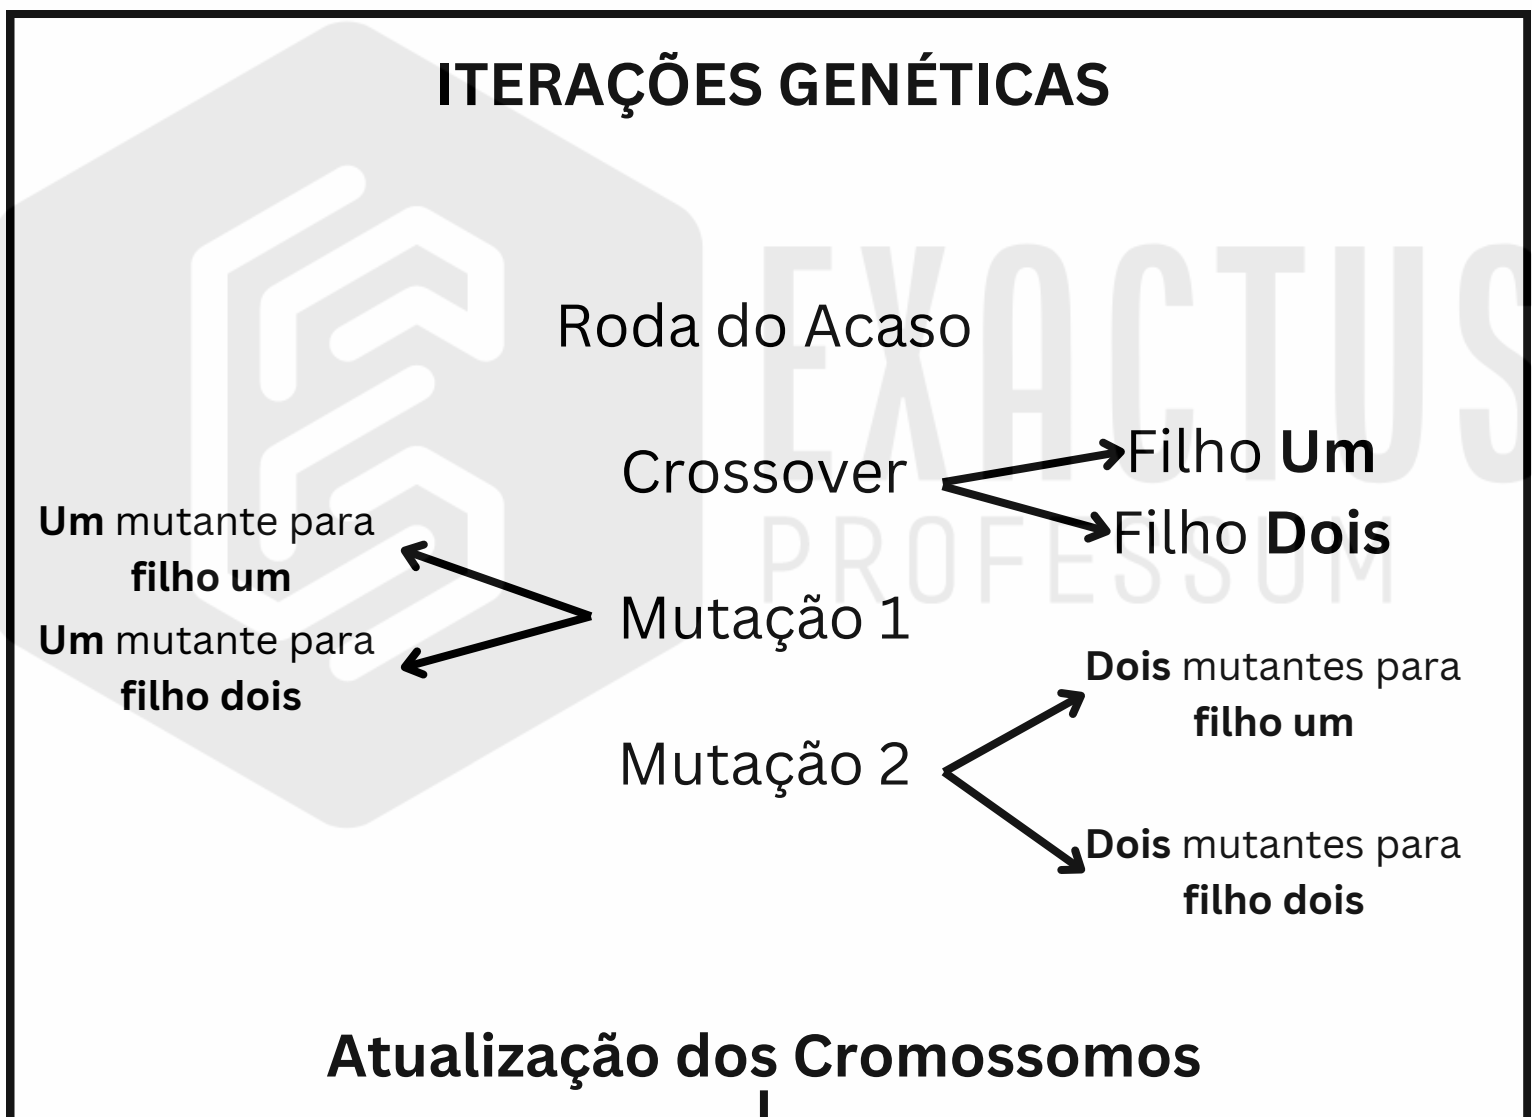 ITERAÇÕES GENÉTICAS
Roda do Acaso
Crossover
Filho Um
Filho Dois
Mutação 1
Um mutante para
filho um
Um mutante para
filho dois
Mutação 2
Dois mutantes para
filho um
Dois mutantes para
filho dois
Atualização dos Cromossomos
EXACTUS
PROFESSUM